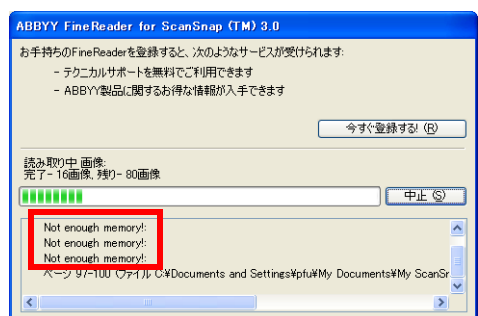 ABBYY FineReader for ScanSnap (TM) 3.0
お手持ちのFineReaderを登録すると、次のようなサービスが受けられます:
- テクニカルサポートを無料でご利用できます
- ABBYY製品に関するお得な情報が入手できます
今すぐ登録する! (R)
読み取り中 画像:
完了- 16画像, 残り- 80画像
中止 (S)
Not enough memory!:
Not enough memory!:
Not enough memory!:
ページ 97-100 (ファイル C:¥Documents and Settings¥pfu¥My Documents¥My ScanSr